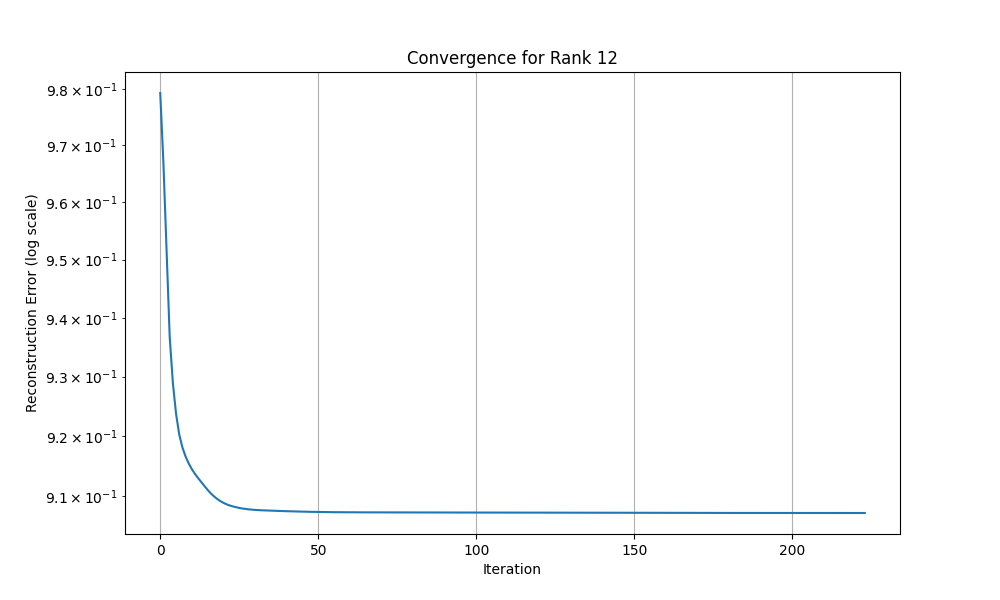 Convergence for Rank 12
Reconstruction Error (log scale)
9.8 × 10⁻¹
9.7 × 10⁻¹
9.6 × 10⁻¹
9.5 × 10⁻¹
9.4 × 10⁻¹
9.3 × 10⁻¹
9.2 × 10⁻¹
9.1 × 10⁻¹
0 50 100 150 200
Iteration